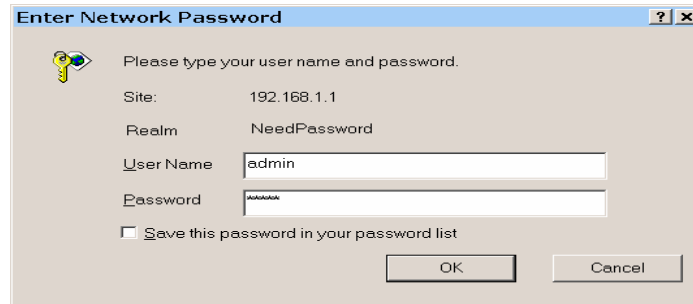 Enter Network Password
Please type your user name and password.
Site: 192.168.1.1
Realm NeedPassword
User Name admin
Password *****
Save this password in your password list
OK Cancel